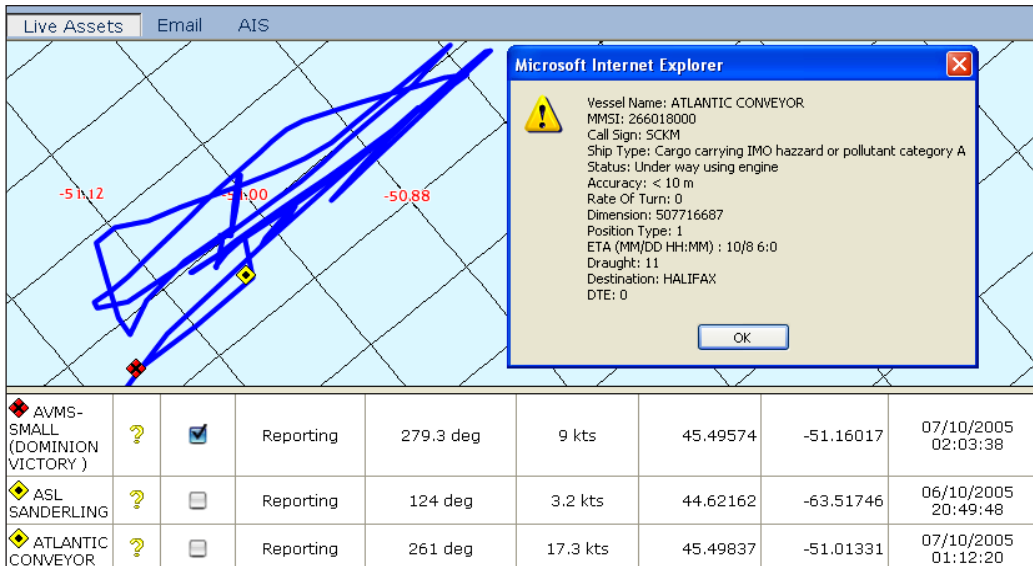 Live Assets Email AIS
Microsoft Internet Explorer
Vessel Name: ATLANTIC CONVEYOR
MMSI: 266018000
Call Sign: SCKM
Ship Type: Cargo carrying IMO hazzard or pollutant category A
Status: Under way using engine
Accuracy: < 10 m
Rate Of Turn: 0
Dimension: 507716687
Position Type: 1
ETA (MM/DD HH:MM) : 10/8 6:0
Draught: 11
Destination: HALIFAX
DTE: 0
OK
-51.12 -51.00 -50.88
AVMS-
SMALL
(DOMINION
VICTORY )
? Reporting 279.3 deg 9 kts 45.49574 -51.16017 07/10/2005
02:03:38
ASL
SANDERLING
? Reporting 124 deg 3.2 kts 44.62162 -63.51746 06/10/2005
20:49:48
ATLANTIC
CONVEYOR
? Reporting 261 deg 17.3 kts 45.49837 -51.01331 07/10/2005
01:12:20